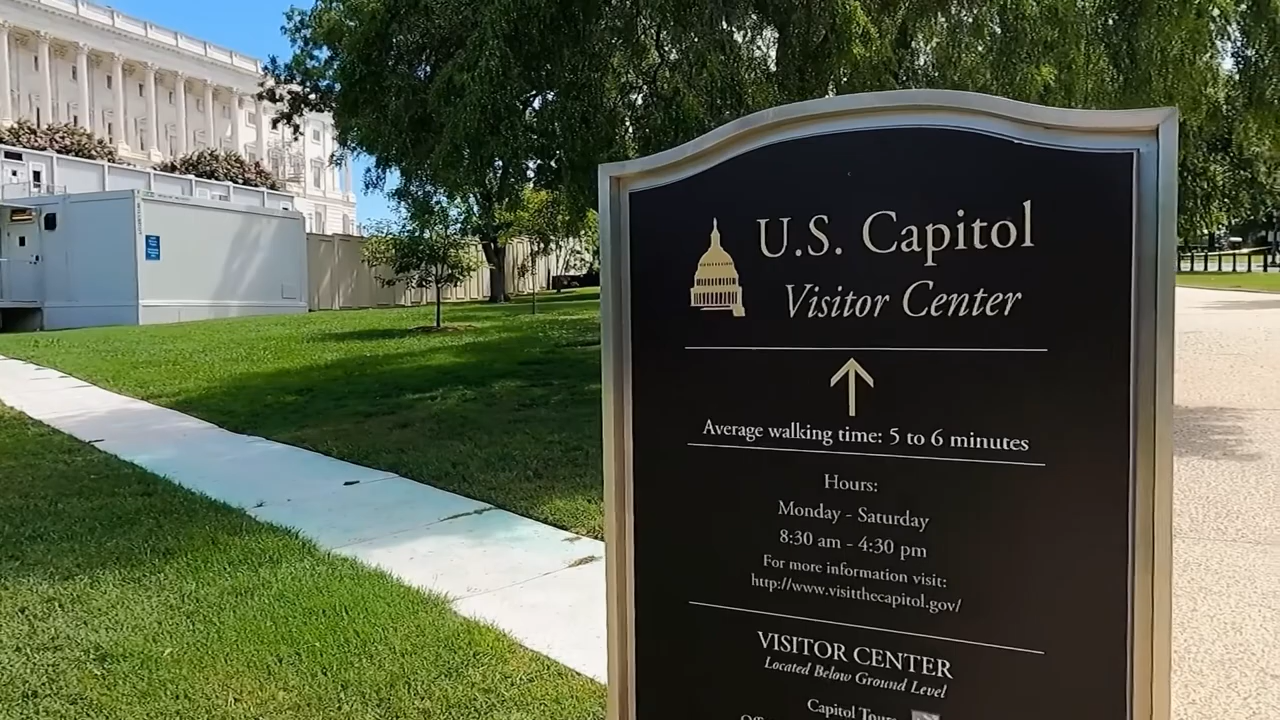 U.S. Capitol
Visitor Center
Average walking time: 5 to 6 minutes
Hours:
Monday - Saturday
8:30 am - 4:30 pm
For more information visit:
http://www.visitthecapitol.gov/
VISITOR CENTER
Located Below Ground Level
Capitol Tours